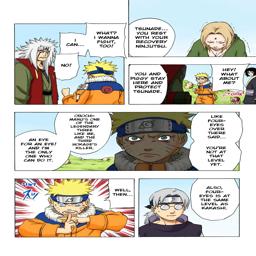 TSUNADE...
YOU REST
WITH YOUR
RECOVERY
NINJUTSU.
WHAT?
I WANNA
FIGHT,
TOO!
I
CAN...
NO!
HEY!
WHAT
ABOUT
ME?
YOU AND
PIGGY STAY
HERE AND
PROTECT
TSUNADE.
LIKE
FOUR-
EYES
OVER
THERE
SAID...
YOU'RE
NOT AT
THAT
LEVEL
YET.
OROCHI-
MARU'S ONE
OF THE
LEGENDARY
THREE
LIKE ME,
AND THE
THIRD
HOKAGE'S
KILLER.
AN EYE
FOR AN EYE!
AND I'M
THE ONLY
ONE WHO
CAN DO IT.
ALSO,
FOUR-
EYES IS AT
THE SAME
LEVEL AS
KAKASHI.
WELL,
THEN...